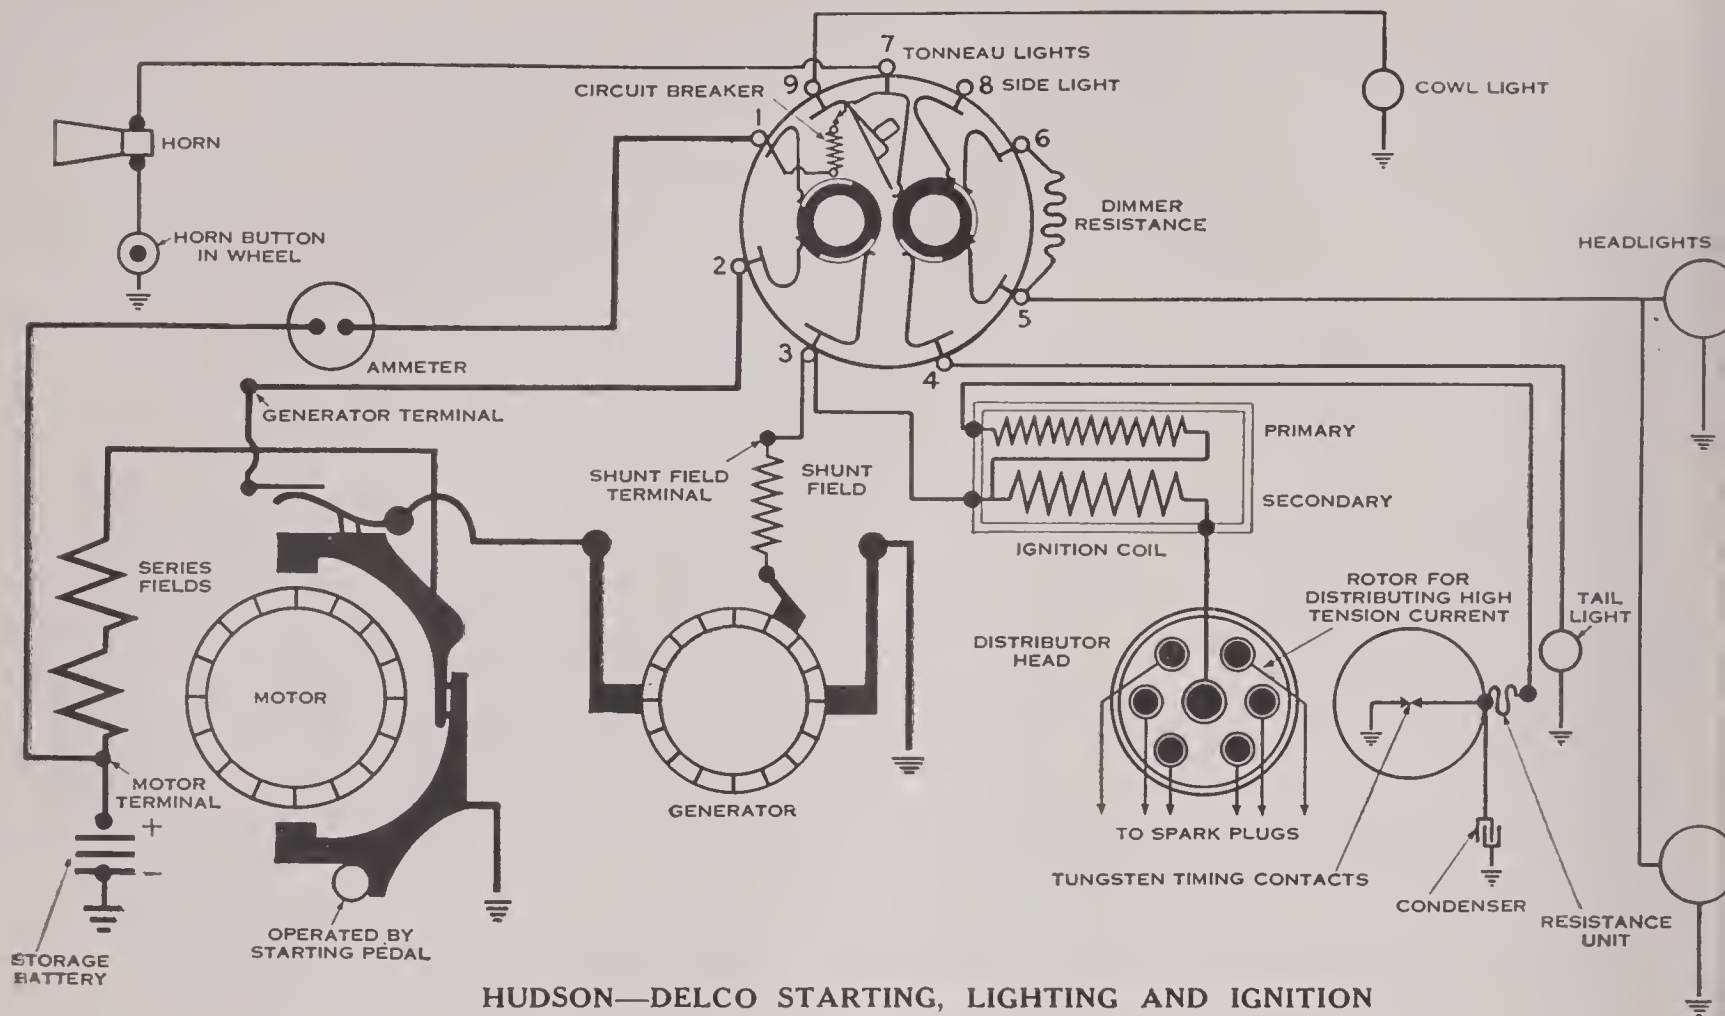 7 TONNEAU LIGHTS
9
CIRCUIT BREAKER
8 SIDE LIGHT
COWL LIGHT
1
6
HORN
DIMMER
RESISTANCE
HORN BUTTON
IN WHEEL
HEADLIGHTS
2
5
3
4
AMMETER
GENERATOR TERMINAL
PRIMARY
SHUNT FIELD
TERMINAL
SHUNT
FIELD
SECONDARY
IGNITION COIL
SERIES
FIELDS
ROTOR FOR
DISTRIBUTING HIGH
TENSION CURRENT
TAIL
LIGHT
DISTRIBUTOR
HEAD
MOTOR
MOTOR
TERMINAL
GENERATOR
+
-
TO SPARK PLUGS
TUNGSTEN TIMING CONTACTS
CONDENSER
RESISTANCE
UNIT
OPERATED BY
STARTING PEDAL
STORAGE
BATTERY
HUDSON—DELCO STARTING, LIGHTING AND IGNITION